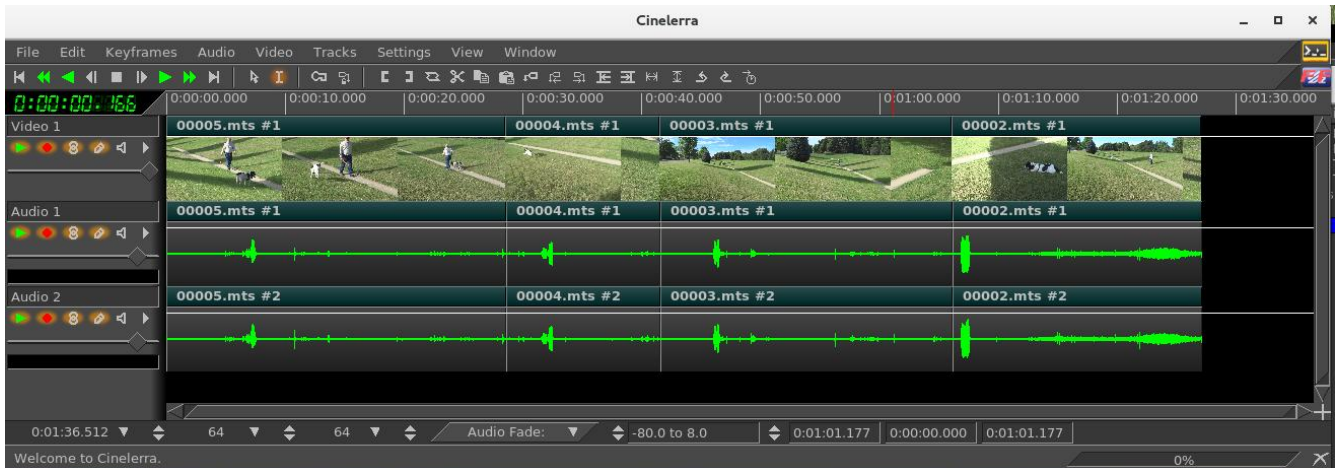 Cinelerra
File Edit Keyframes Audio Video Tracks Settings View Window
0:00:00.166 0:00:00.000 0:00:10.000 0:00:20.000 0:00:30.000 0:00:40.000 0:00:50.000 0:01:00.000 0:01:10.000 0:01:20.000 0:01:30.000
Video 1 00005.mts #1 00004.mts #1 00003.mts #1 00002.mts #1
Audio 1 00005.mts #1 00004.mts #1 00003.mts #1 00002.mts #1
Audio 2 00005.mts #2 00004.mts #2 00003.mts #2 00002.mts #2
0:01:36.512 64 64 Audio Fade: -80.0 to 8.0 0:01:01.177 0:00:00.000 0:01:01.177
Welcome to Cinelerra. 0%